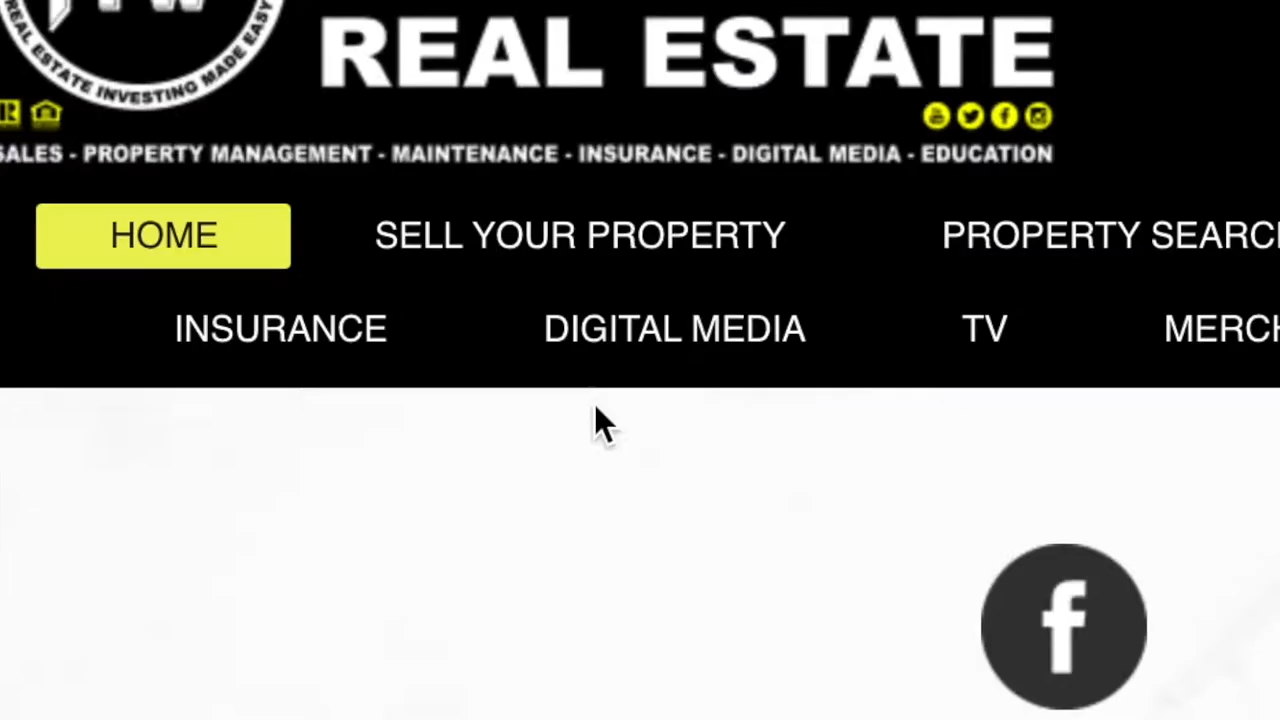 REAL ESTATE INVESTING MADE EASY
REAL ESTATE
SALES - PROPERTY MANAGEMENT - MAINTENANCE - INSURANCE - DIGITAL MEDIA - EDUCATION
HOME SELL YOUR PROPERTY PROPERTY
INSURANCE DIGITAL MEDIA TV